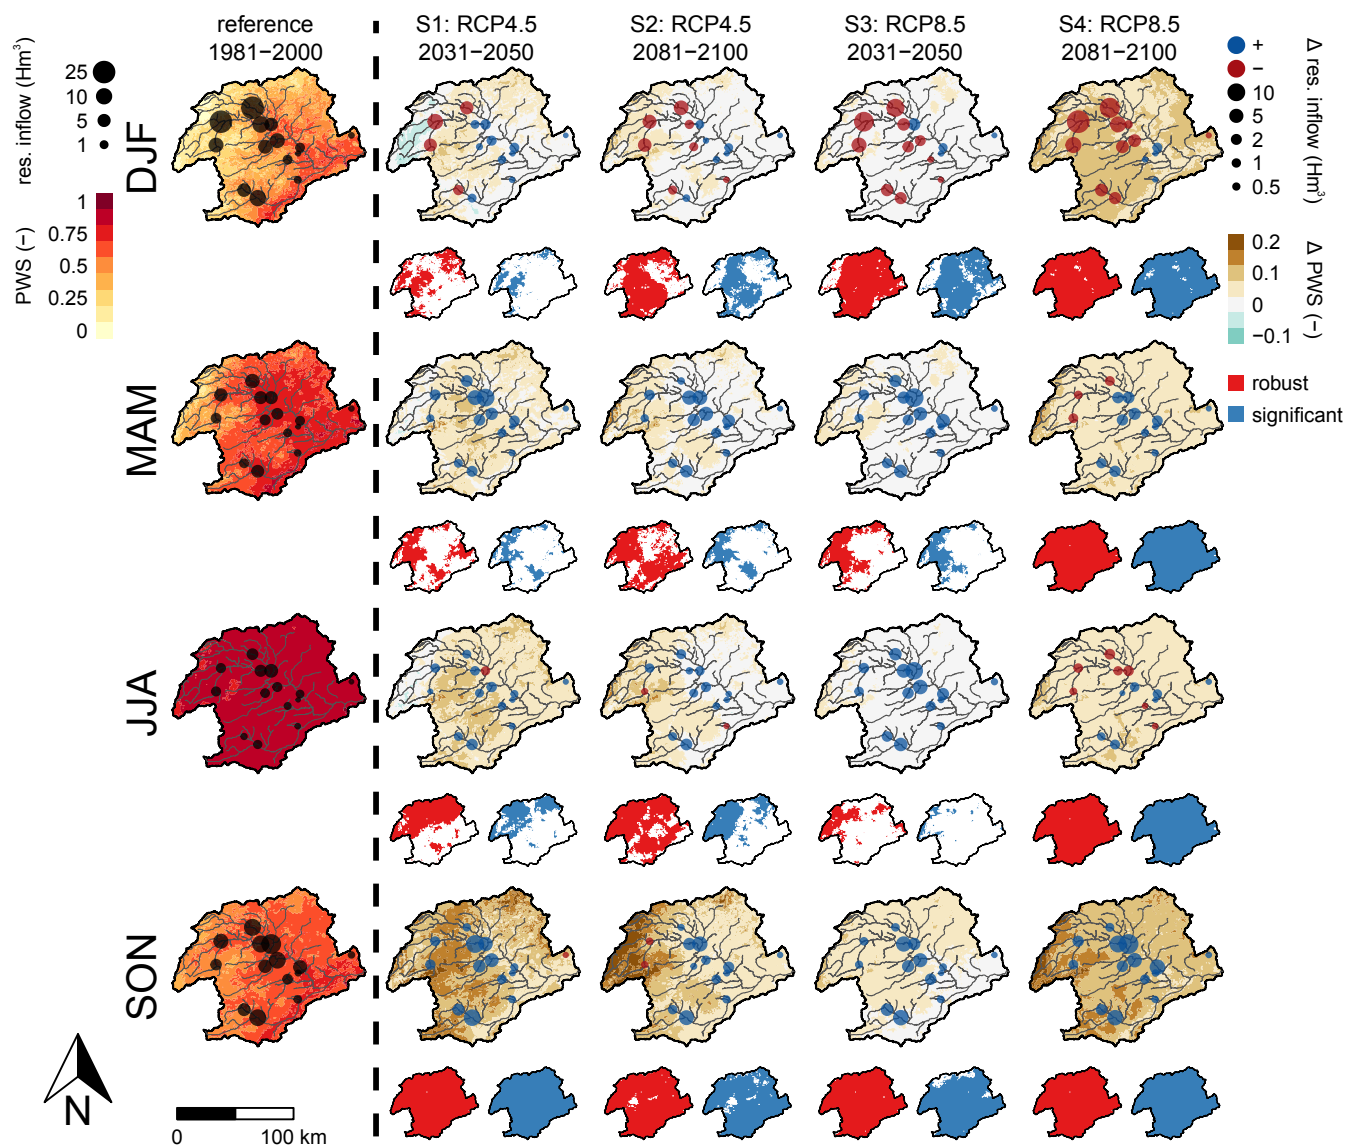 reference
1981−2000
S1: RCP4.5
2031−2050
S2: RCP4.5
2081−2100
S3: RCP8.5
2031−2050
S4: RCP8.5
2081−2100
res. inflow (Hm³)
25
10
5
1
PWS (−)
1
0.75
0.5
0.25
0
+
−
10
5
2
1
0.5
Δ res. inflow (Hm³)
0.2
0.1
0
−0.1
Δ PWS (−)
robust
significant
DJF
MAM
JJA
SON
N
0
100 km